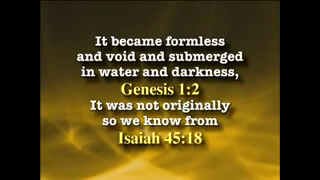 It became formless
and void and submerged
in water and darkness,
Genesis 1:2
It was not originally
so we know from
Isaiah 45:18